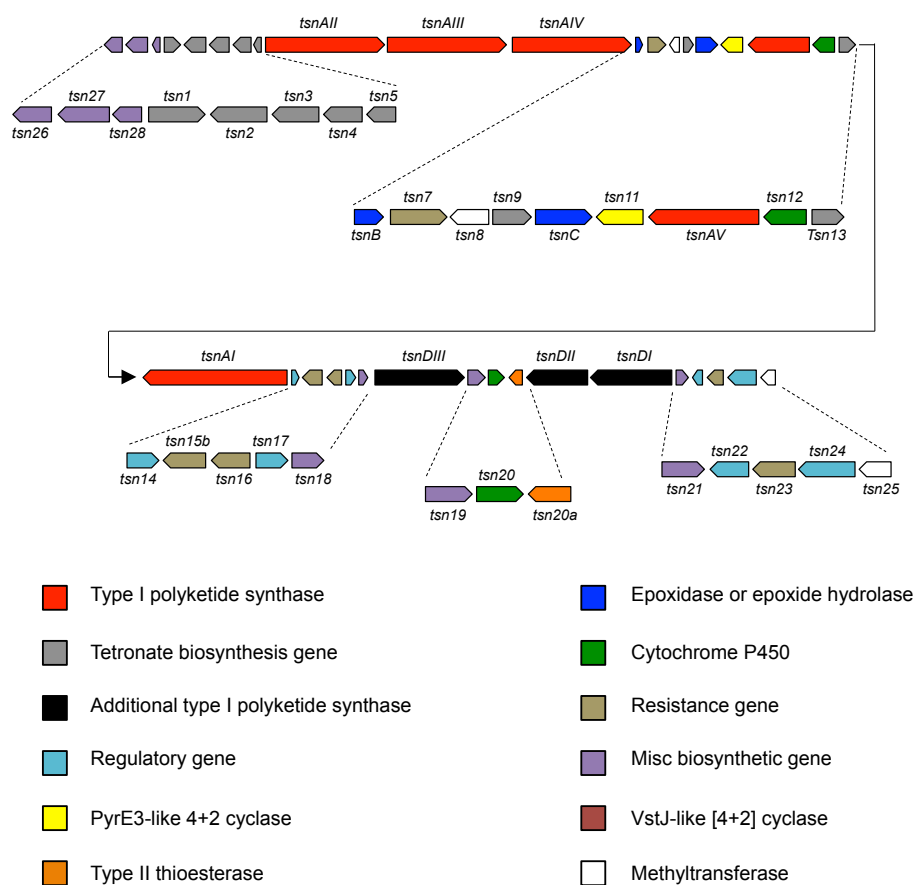 tsnAII tsnAIII tsnAIV
tsn27 tsn1 tsn3 tsn5
tsn26 tsn28 tsn2 tsn4
tsn7 tsn9 tsn11 tsn12
tsnB tsn8 tsnC tsnAV Tsn13
tsnAI tsnDIII tsnDII tsnDI
tsn15b tsn17
tsn14 tsn16 tsn18
tsn20
tsn19 tsn20a
tsn22 tsn24
tsn21 tsn23 tsn25
Type I polyketide synthase
Epoxidase or epoxide hydrolase
Tetronate biosynthesis gene
Cytochrome P450
Additional type I polyketide synthase
Resistance gene
Regulatory gene
Misc biosynthetic gene
PyrE3-like 4+2 cyclase
VstJ-like [4+2] cyclase
Type II thioesterase
Methyltransferase